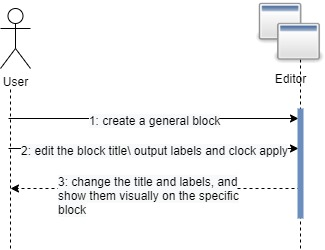 User
Editor
1: create a general block
2: edit the block title\ output labels and clock apply
3: change the title and labels, and
show them visually on the specific
block